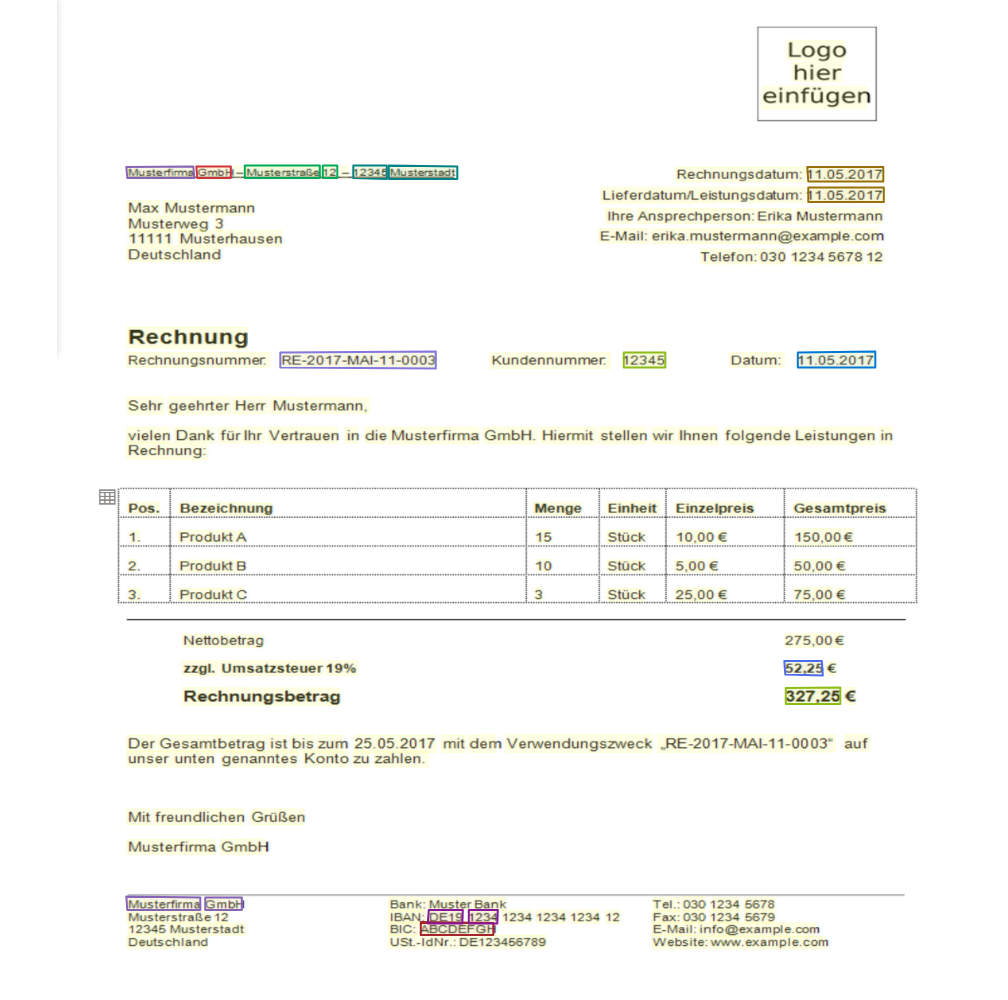 Logo
hier
einfügen
Musterfirma GmbH – Musterstraße 12 – 12345 Musterstadt
Max Mustermann
Musterweg 3
11111 Musterhausen
Deutschland
Rechnungsdatum: 11.05.2017
Lieferdatum/Leistungsdatum: 11.05.2017
Ihre Ansprechperson: Erika Mustermann
E-Mail: erika.mustermann@example.com
Telefon: 030 1234 5678 12
Rechnung
Rechnungsnummer: RE-2017-MAI-11-0003 Kundennummer: 12345 Datum: 11.05.2017
Sehr geehrter Herr Mustermann,
vielen Dank für Ihr Vertrauen in die Musterfirma GmbH. Hiermit stellen wir Ihnen folgende Leistungen in
Rechnung:
Pos. Bezeichnung Menge Einheit Einzelpreis Gesamtpreis
1. Produkt A 15 Stück 10,00 € 150,00 €
2. Produkt B 10 Stück 5,00 € 50,00 €
3. Produkt C 3 Stück 25,00 € 75,00 €
Nettobetrag 275,00 €
zzgl. Umsatzsteuer 19% 52,25 €
Rechnungsbetrag 327,25 €
Der Gesamtbetrag ist bis zum 25.05.2017 mit dem Verwendungszweck „RE-2017-MAI-11-0003“ auf
unser unten genanntes Konto zu zahlen.
Mit freundlichen Grüßen
Musterfirma GmbH
Musterfirma GmbH
Musterstraße 12
12345 Musterstadt
Deutschland
Bank: Muster Bank
IBAN: DE19 1234 1234 1234 1234 12
BIC: ABCDEFGH
USt.-IdNr.: DE123456789
Tel.: 030 1234 5678
Fax: 030 1234 5679
E-Mail: info@example.com
Website: www.example.com